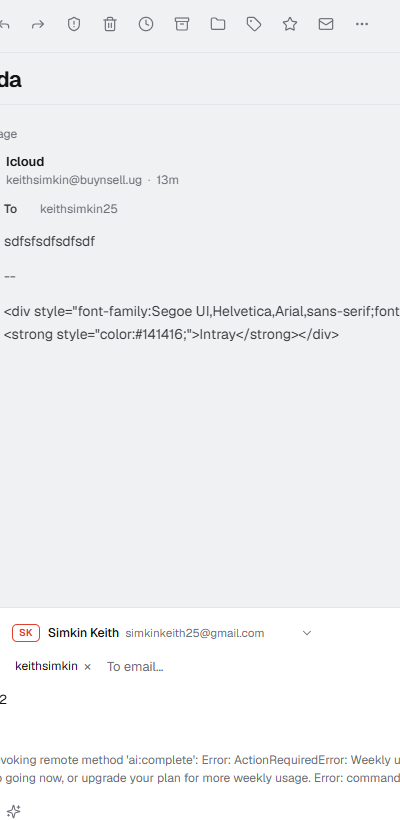 da
age
Icloud
keithsimkin@buynsell.ug · 13m
To keithsimkin25
sdfsfsdfsdfsdf
--
<div style="font-family:Segoe UI,Helvetica,Arial,sans-serif;font
<strong style="color:#141416;">Intray</strong></div>
SK Simkin Keith simkinkeith25@gmail.com
keithsimkin × To email...
2
voking remote method 'ai:complete': Error: ActionRequiredError: Weekly u
o going now, or upgrade your plan for more weekly usage. Error: command